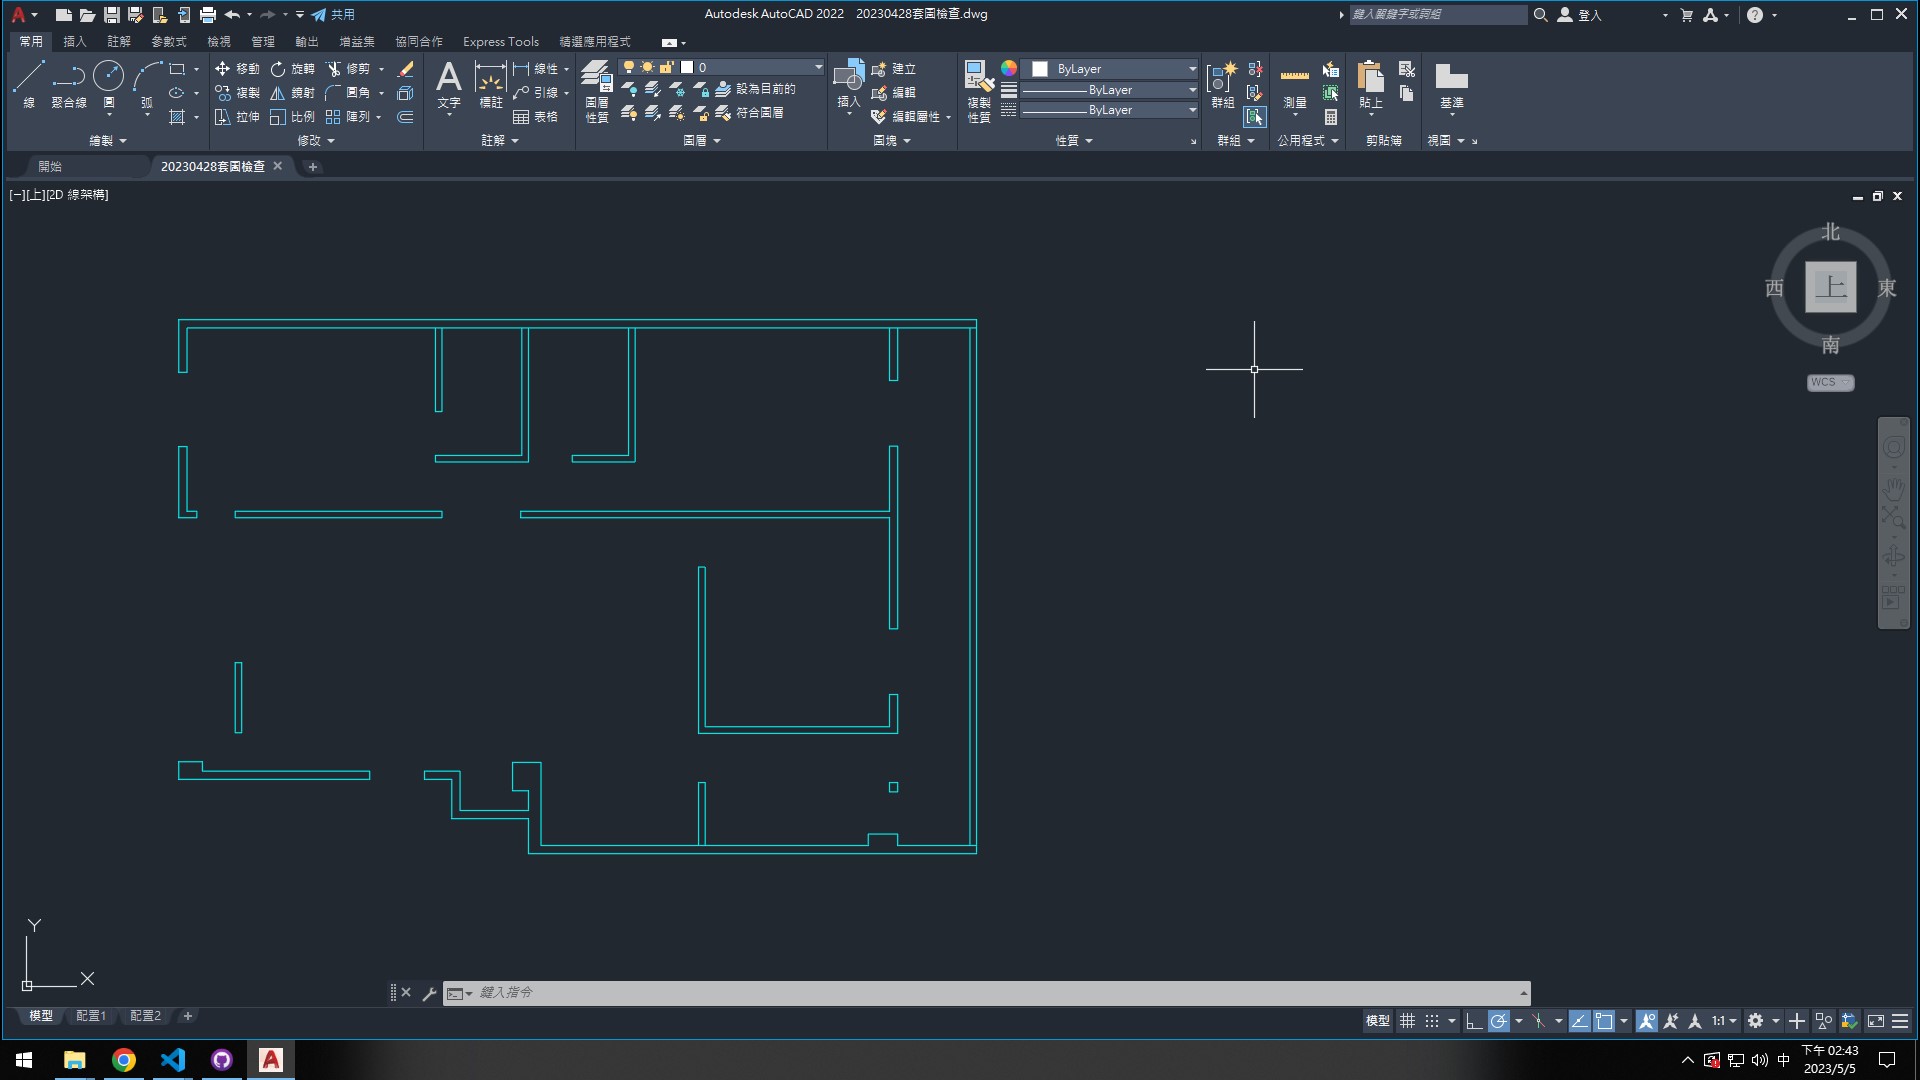 共用
Autodesk AutoCAD 2022 20230428套圖檢查.dwg
鍵入關鍵字或詞組
登入
常用 插入 註解 參數式 檢視 管理 輸出 增益集 協同合作 Express Tools 精選應用程式
線 聚合線 圓 弧
移動 旋轉 修剪
複製 鏡射 圓角
拉伸 比例 陣列
文字 標註
線性
引線
表格
圖層性質
0
設為目前的
符合圖層
插入
建立
編輯
編輯屬性
複製性質
ByLayer
ByLayer
ByLayer
群組
測量
貼上
基準
繪製 修改 註解 圖層 圖塊 性質 群組 公用程式 剪貼簿 視圖
開始 20230428套圖檢查
[−][上][2D 線架構]
北
西 上 東
南
WCS
Y
X
鍵入指令
模型 配置1 配置2
模型 1:1
中
下午 02:43
2023/5/5